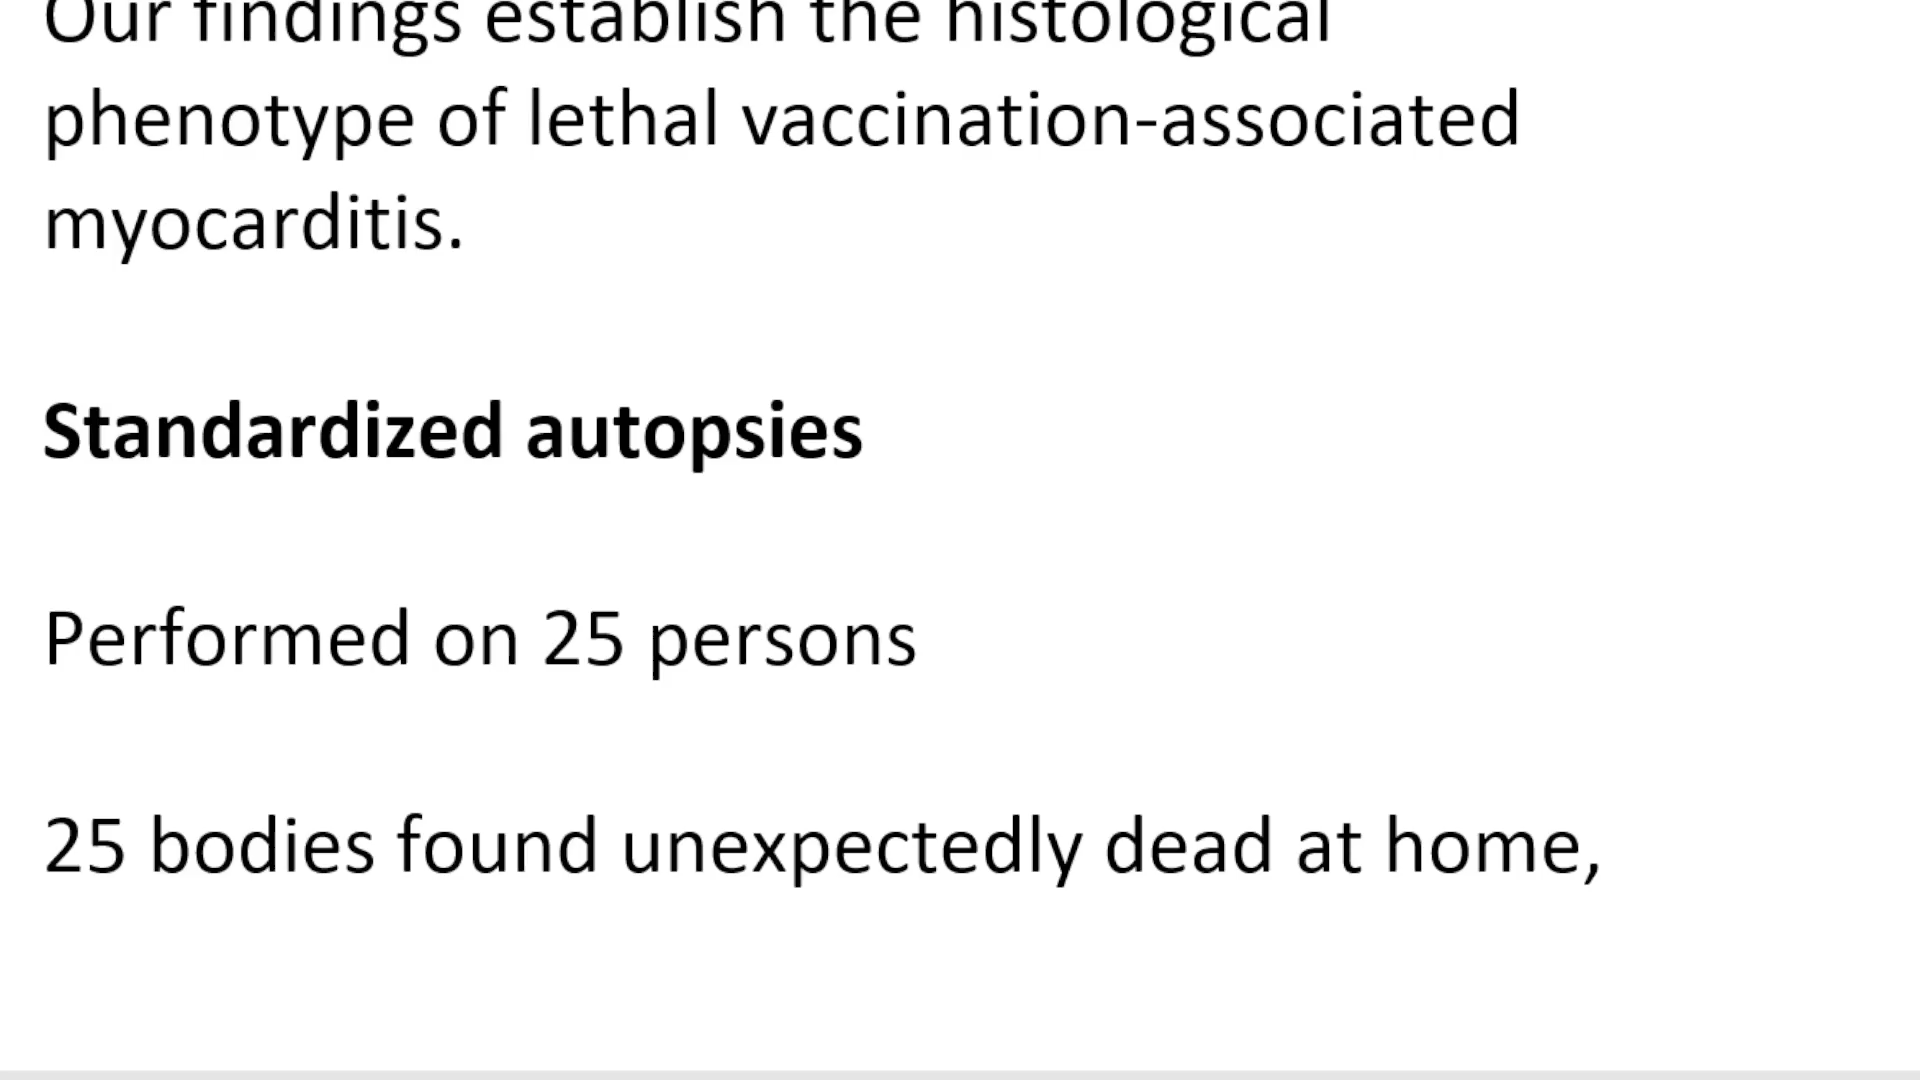 Our findings establish the histological
phenotype of lethal vaccination-associated
myocarditis.
Standardized autopsies
Performed on 25 persons
25 bodies found unexpectedly dead at home,